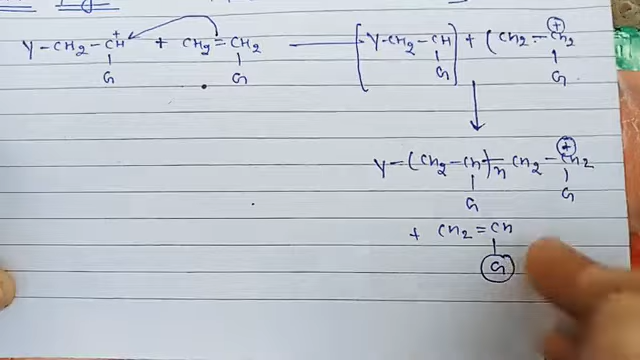 Y-CH2-CH+ + CH2=CH2 → [Y-CH2-CH] + (CH2-CH2+
G G G G
Y-(CH2-CH)n-CH2-CH2+
G G
+ CH2=CH
G